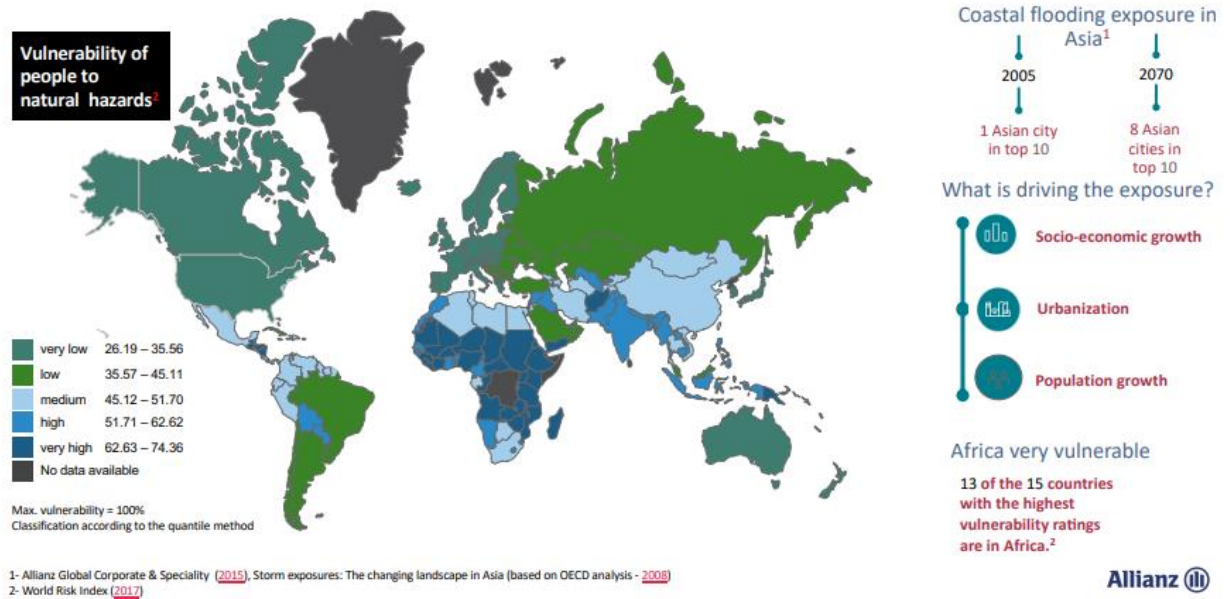 Vulnerability of
people to
natural hazards2
very low 26.19 – 35.56
low 35.57 – 45.11
medium 45.12 – 51.70
high 51.71 – 62.62
very high 62.63 – 74.36
No data available
Max. vulnerability = 100%
Classification according to the quantile method
Coastal flooding exposure in
Asia1
2005 2070
1 Asian city 8 Asian
in top 10 cities in
top 10
What is driving the exposure?
Socio-economic growth
Urbanization
Population growth
Africa very vulnerable
13 of the 15 countries
with the highest
vulnerability ratings
are in Africa.2
1- Allianz Global Corporate & Speciality (2015), Storm exposures: The changing landscape in Asia (based on OECD analysis - 2008)
2- World Risk Index (2017)
Allianz